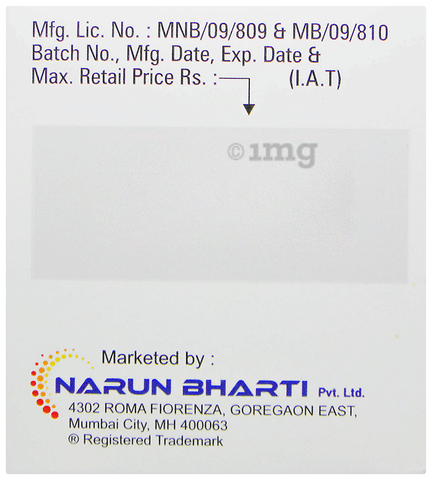 Mfg. Lic. No. : MNB/09/809 & MB/09/810
Batch No., Mfg. Date, Exp. Date &
Max. Retail Price Rs. : (I.A.T)
©1mg
Marketed by :
NARUN BHARTI Pvt. Ltd.
4302 ROMA FIORENZA, GOREGAON EAST,
Mumbai City, MH 400063
® Registered Trademark